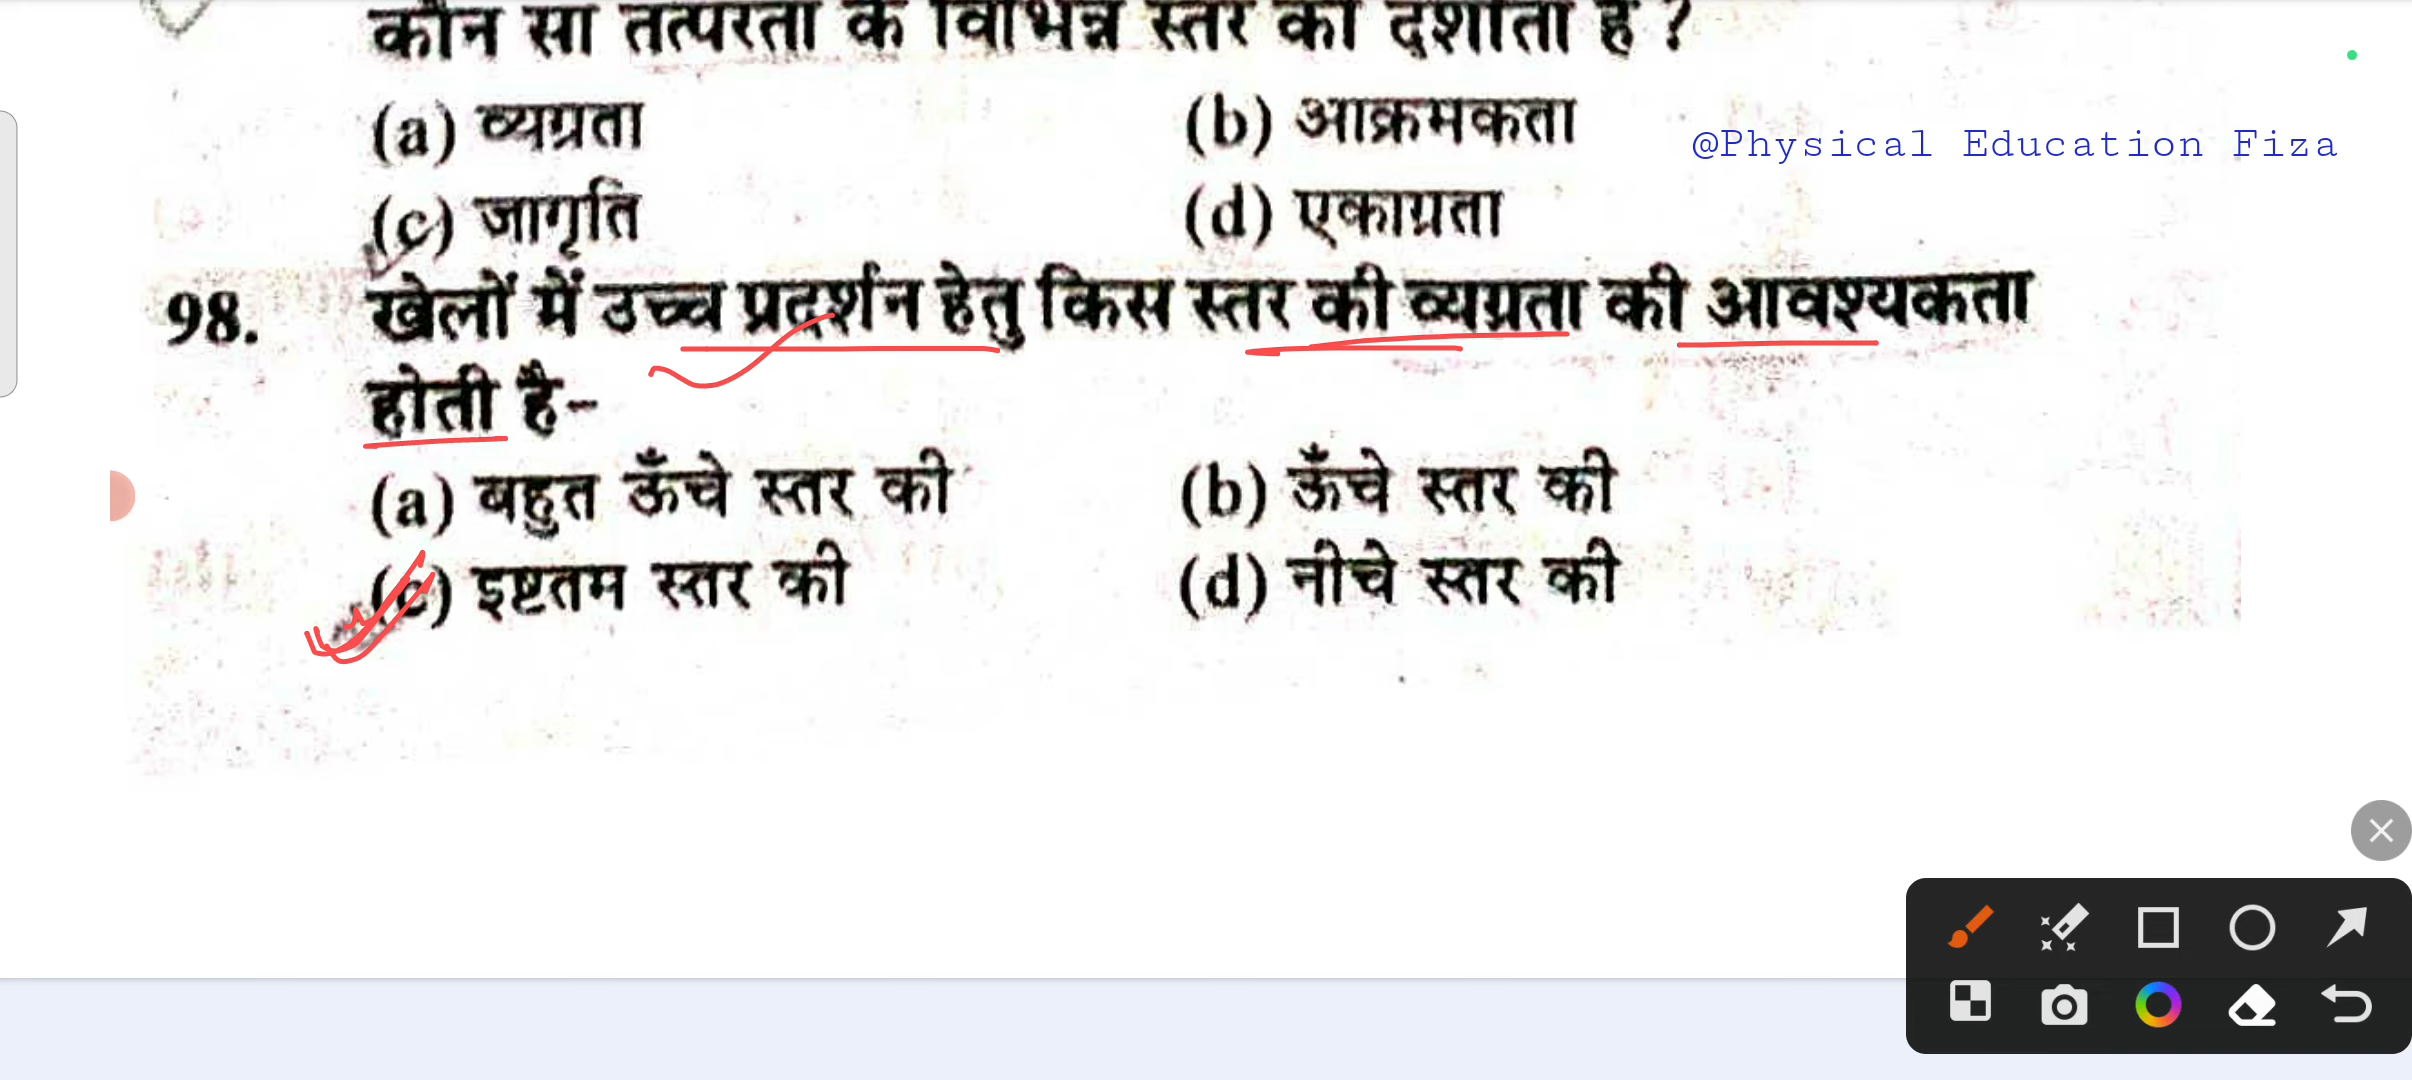 कौन सा तत्परता के विभिन्न स्तर को दर्शाता है ?
(a) व्यग्रता (b) आक्रमकता
@Physical Education Fiza
(c) जागृति (d) एकाग्रता
98. खेलों में उच्च प्रदर्शन हेतु किस स्तर की व्यग्रता की आवश्यकता
होती है-
(a) बहुत ऊँचे स्तर की (b) ऊँचे स्तर की
(c) इष्टतम स्तर की (d) नीचे स्तर की